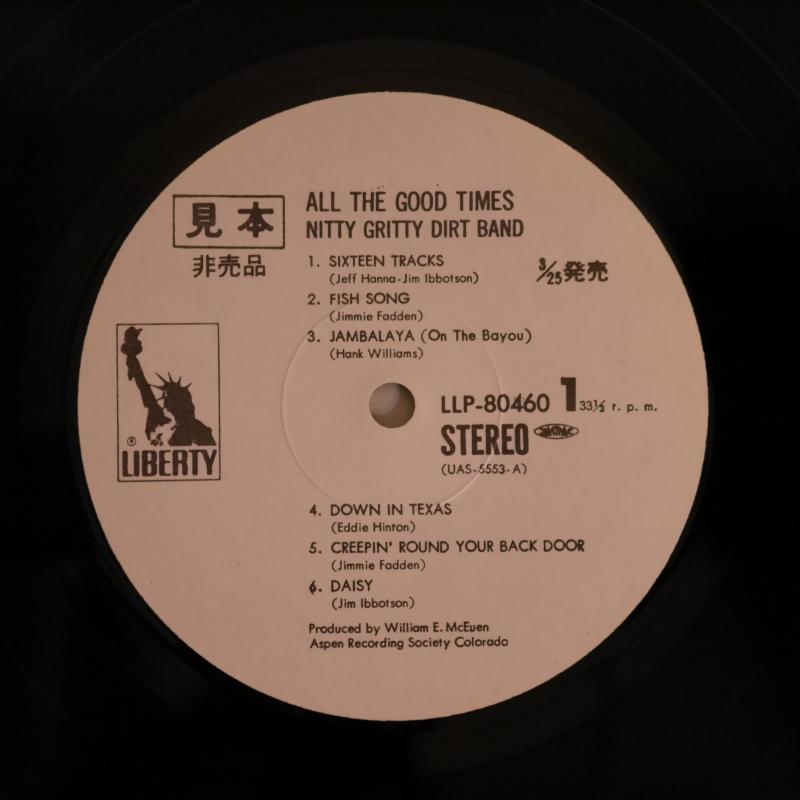 見本
非売品
ALL THE GOOD TIMES
NITTY GRITTY DIRT BAND
1. SIXTEEN TRACKS
(Jeff Hanna-Jim Ibbotson)
3/25発売
2. FISH SONG
(Jimmie Fadden)
3. JAMBALAYA (On The Bayou)
(Hank Williams)
® LIBERTY
LLP-80460 1 33⅓ r. p. m.
STEREO
(UAS-5553-A)
4. DOWN IN TEXAS
(Eddie Hinton)
5. CREEPIN' ROUND YOUR BACK DOOR
(Jimmie Fadden)
6. DAISY
(Jim Ibbotson)
Produced by William E. McEuen
Aspen Recording Society Colorado